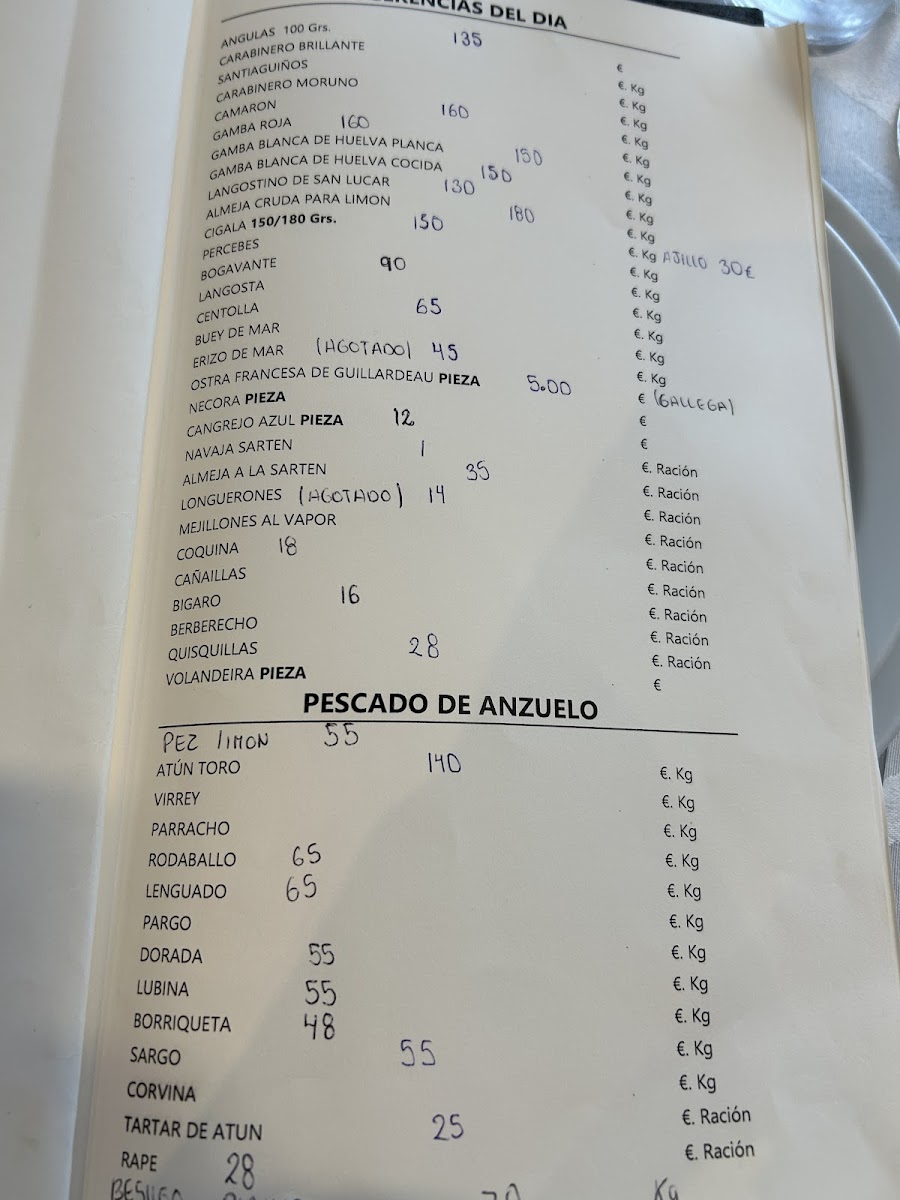 ERENCIAS DEL DIA
ANGULAS 100 Grs. 135 €
CARABINERO BRILLANTE €. Kg
SANTIAGUIÑOS €. Kg
CARABINERO MORUNO 160 €. Kg
CAMARON €. Kg
GAMBA ROJA 160 €. Kg
GAMBA BLANCA DE HUELVA PLANCA 150 €. Kg
GAMBA BLANCA DE HUELVA COCIDA 150 €. Kg
LANGOSTINO DE SAN LUCAR 130 €. Kg
ALMEJA CRUDA PARA LIMON 180 €. Kg
CIGALA 150/180 Grs. 150 €. Kg AJILLO 30€
PERCEBES €. Kg
BOGAVANTE 90 €. Kg
LANGOSTA €. Kg
CENTOLLA 65 €. Kg
BUEY DE MAR €. Kg
ERIZO DE MAR (AGOTADO) 45 €. Kg
OSTRA FRANCESA DE GUILLARDEAU PIEZA 5.00 € (GALLEGA)
NECORA PIEZA €
CANGREJO AZUL PIEZA 12 €
NAVAJA SARTEN 1 €. Ración
ALMEJA A LA SARTEN 35 €. Ración
LONGUERONES (AGOTADO) 14 €. Ración
MEJILLONES AL VAPOR €. Ración
COQUINA 18 €. Ración
CAÑAILLAS €. Ración
BIGARO 16 €. Ración
BERBERECHO €. Ración
QUISQUILLAS 28 €. Ración
VOLANDEIRA PIEZA €
PESCADO DE ANZUELO
PEZ LIMON 55
ATÚN TORO 140 €. Kg
VIRREY €. Kg
PARRACHO €. Kg
RODABALLO 65 €. Kg
LENGUADO 65 €. Kg
PARGO €. Kg
DORADA 55 €. Kg
LUBINA 55 €. Kg
BORRIQUETA 48 €. Kg
SARGO 55 €. Kg
CORVINA €. Kg
TARTAR DE ATUN 25 €. Ración
RAPE 28 €. Ración
BESUGO 70 Kg